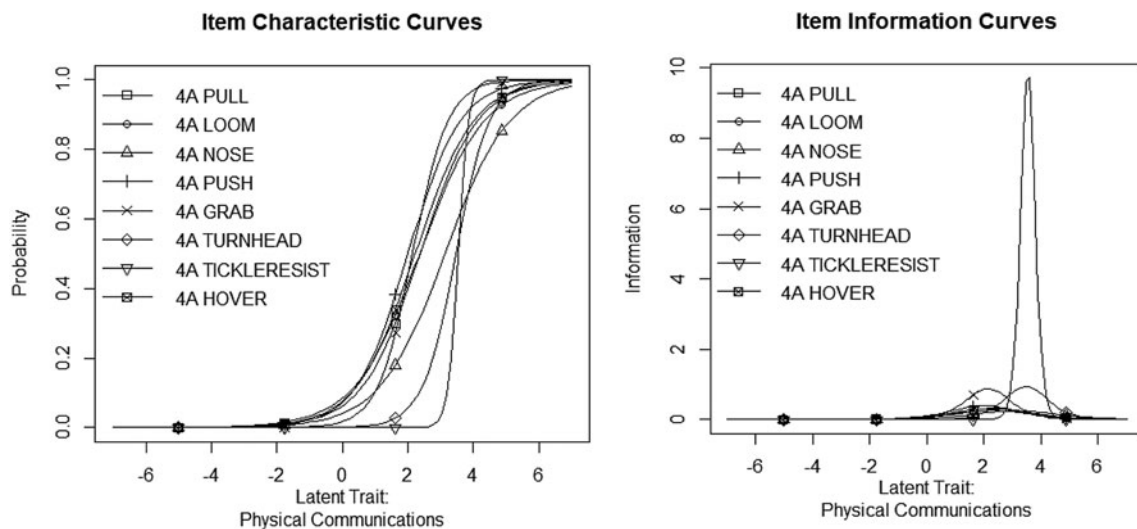 Item Characteristic Curves
1.0
0.8
0.6
0.4
0.2
0.0
Probability
4A PULL
4A LOOM
4A NOSE
4A PUSH
4A GRAB
4A TURNHEAD
4A TICKLERESIST
4A HOVER
-6 -4 -2 0 2 4 6
Latent Trait:
Physical Communications
Item Information Curves
10
8
6
4
2
0
Information
4A PULL
4A LOOM
4A NOSE
4A PUSH
4A GRAB
4A TURNHEAD
4A TICKLERESIST
4A HOVER
-6 -4 -2 0 2 4 6
Latent Trait:
Physical Communications